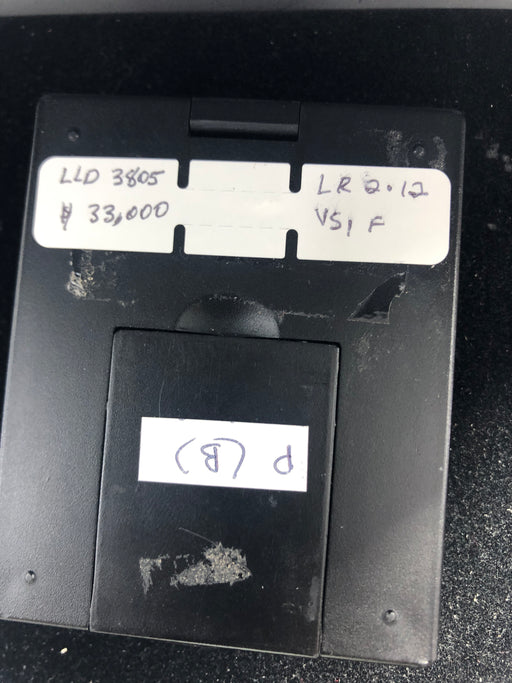 LLD 3805
$ 33,000
LR 2.12
VS1 F
P (B)